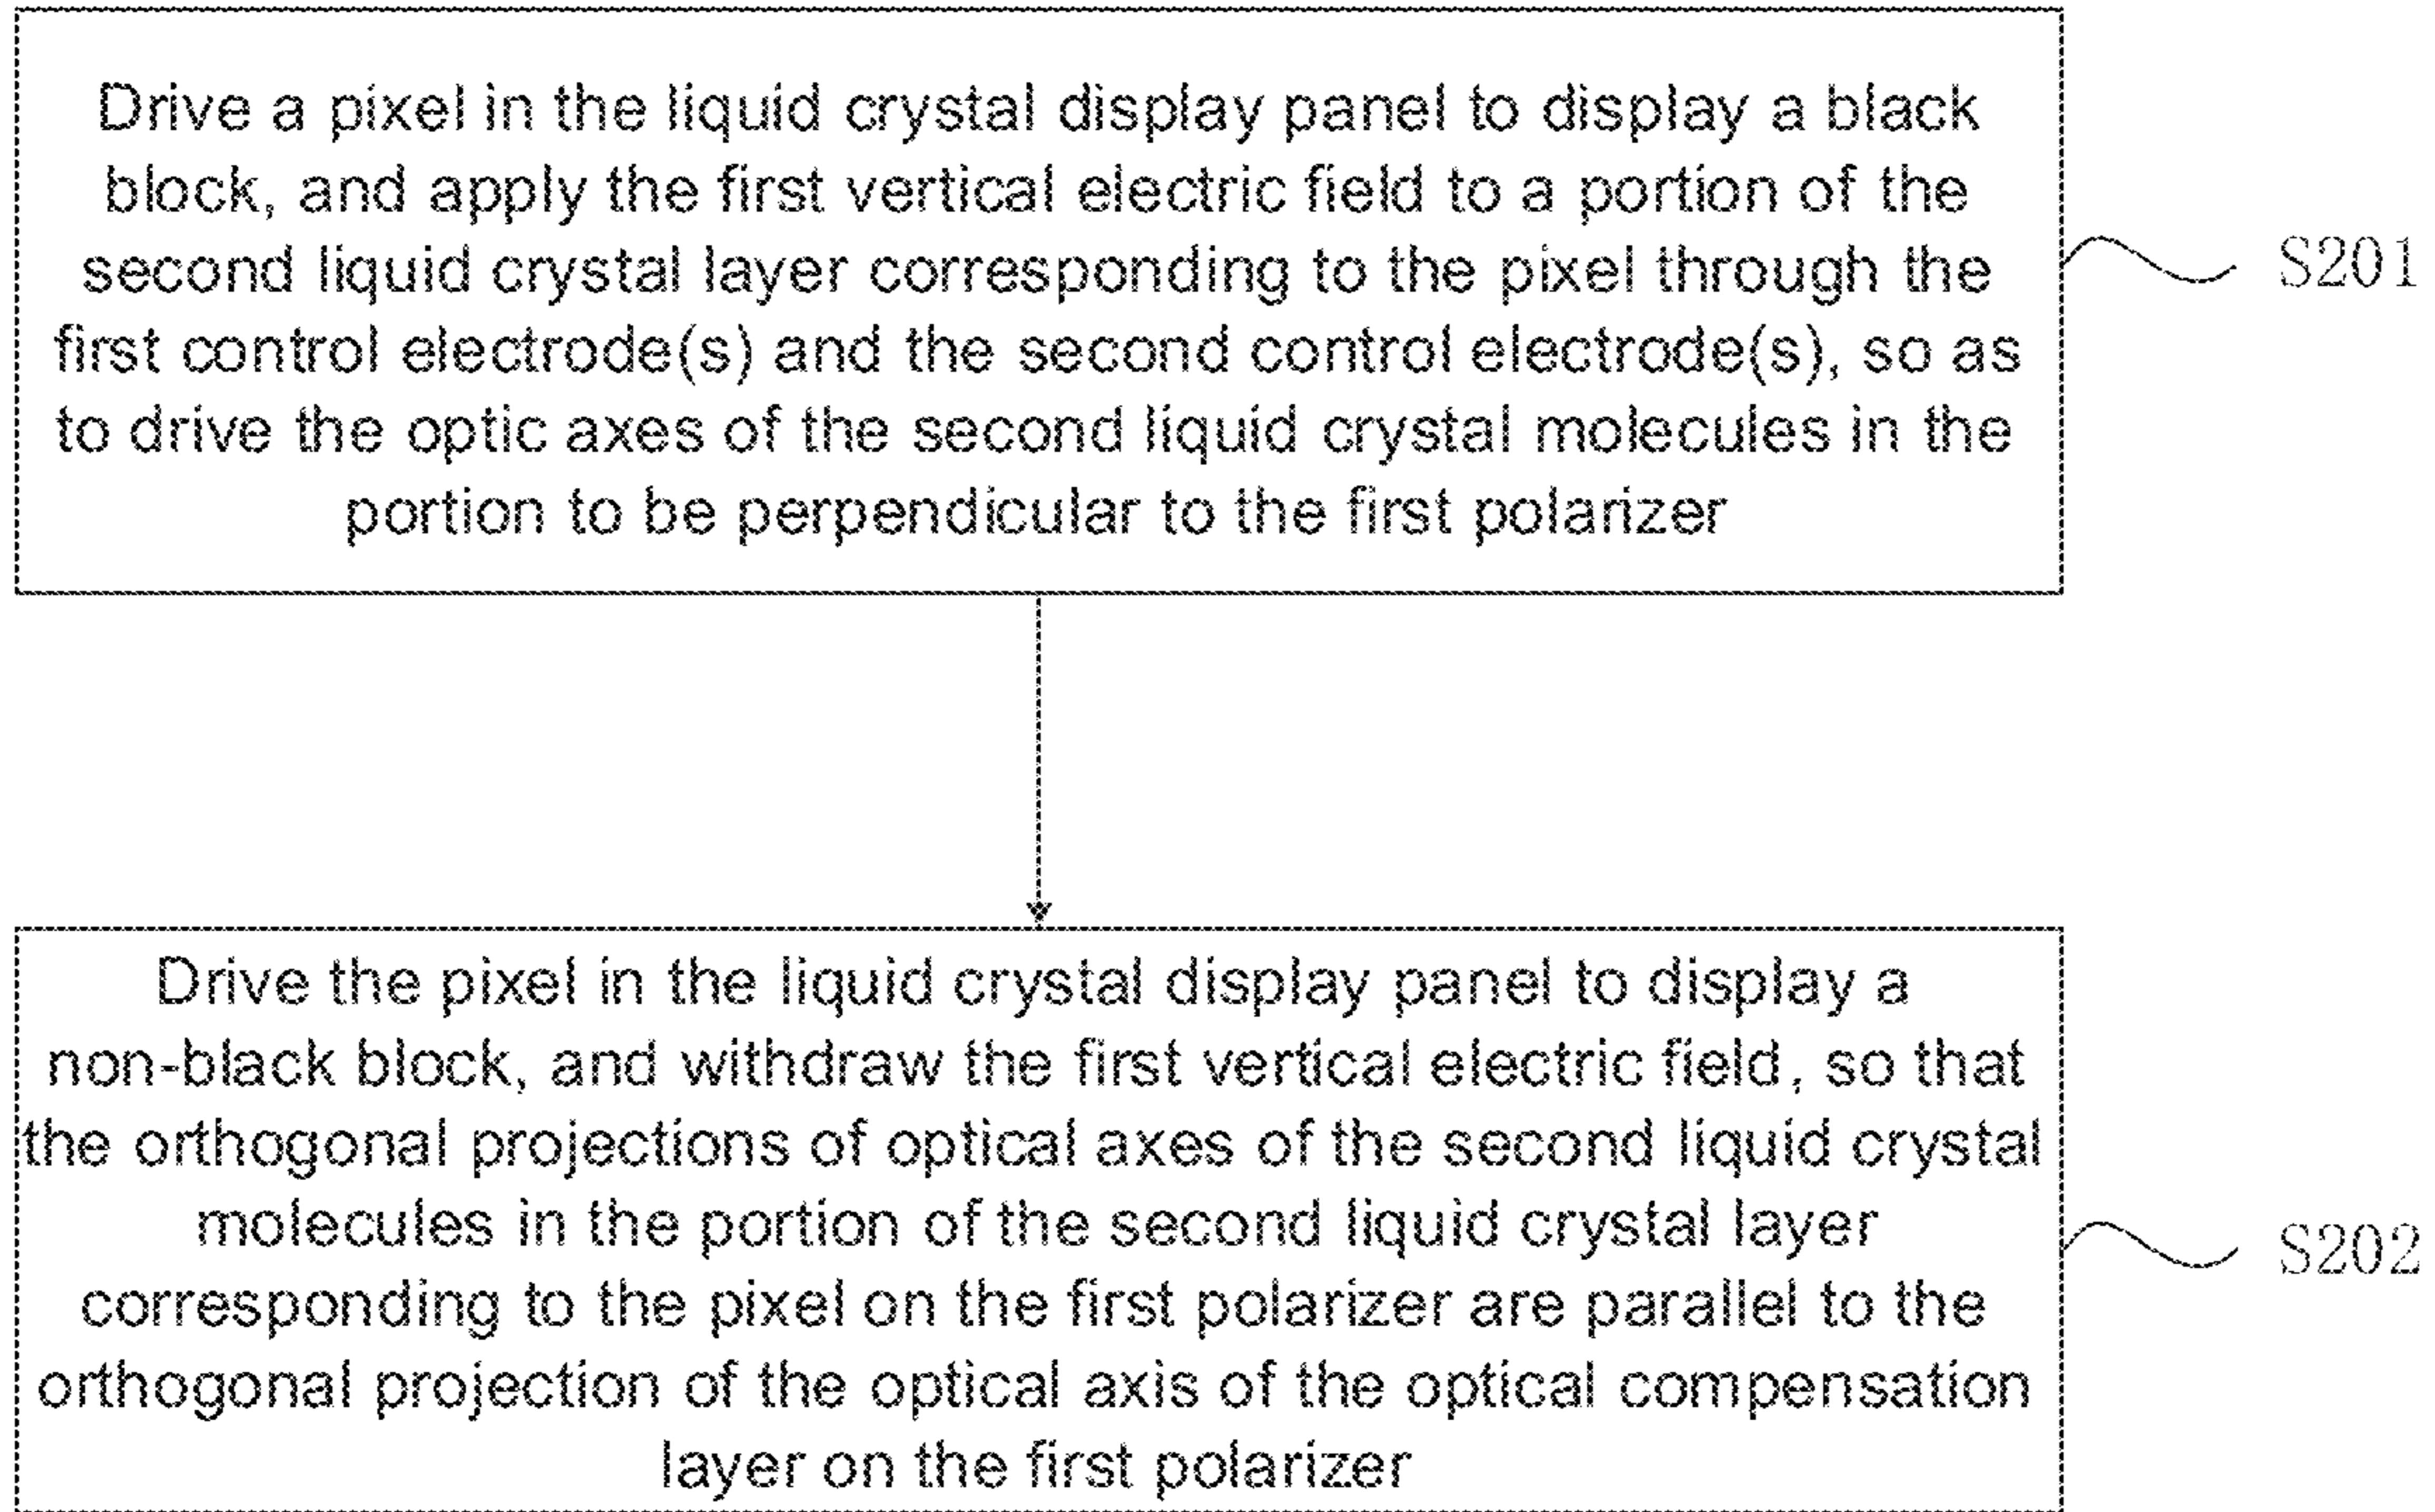 Drive a pixel in the liquid crystal display panel to display a black
block, and apply the first vertical electric field to a portion of the
second liquid crystal layer corresponding to the pixel through the
first control electrode(s) and the second control electrode(s), so as
to drive the optic axes of the second liquid crystal molecules in the
portion to be perpendicular to the first polarizer
S201
Drive the pixel in the liquid crystal display panel to display a
non-black block, and withdraw the first vertical electric field, so that
the orthogonal projections of optical axes of the second liquid crystal
molecules in the portion of the second liquid crystal layer
corresponding to the pixel on the first polarizer are parallel to the
orthogonal projection of the optical axis of the optical compensation
layer on the first polarizer
S202